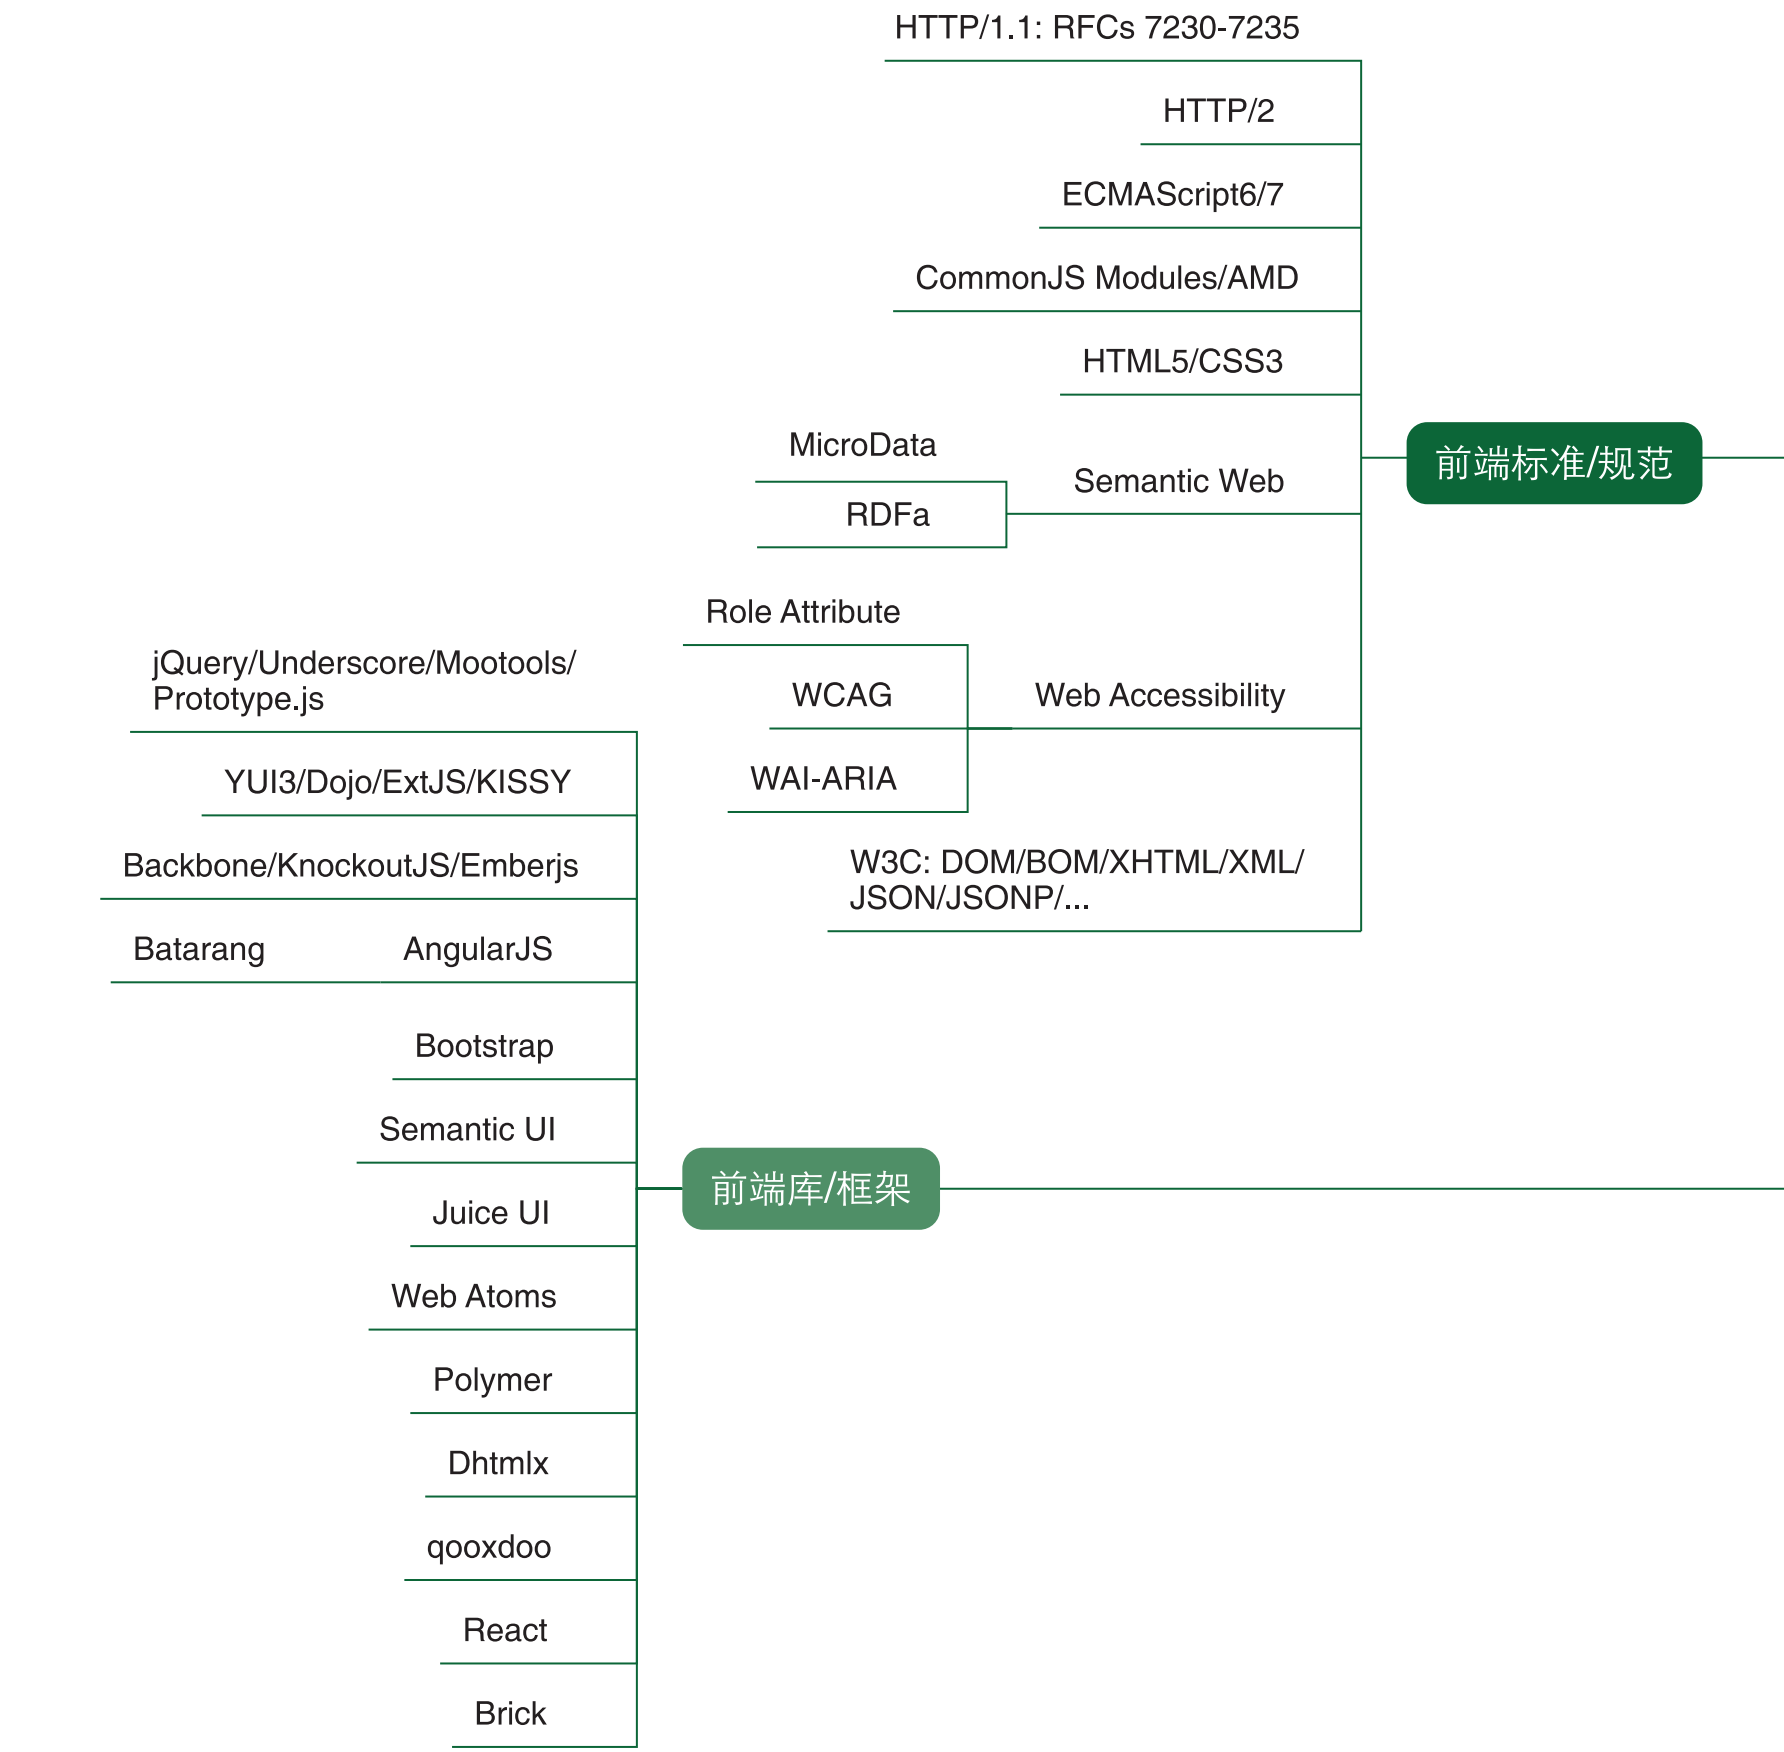 HTTP/1.1: RFCs 7230-7235
HTTP/2
ECMAScript6/7
CommonJS Modules/AMD
HTML5/CSS3
MicroData
Semantic Web
RDFa
前端标准/规范
Role Attribute
WCAG
Web Accessibility
WAI-ARIA
W3C: DOM/BOM/XHTML/XML/
JSON/JSONP/...
jQuery/Underscore/Mootools/
Prototype.js
YUI3/Dojo/ExtJS/KISSY
Backbone/KnockoutJS/Emberjs
Batarang
AngularJS
Bootstrap
Semantic UI
前端库/框架
Juice UI
Web Atoms
Polymer
Dhtmlx
qooxdoo
React
Brick